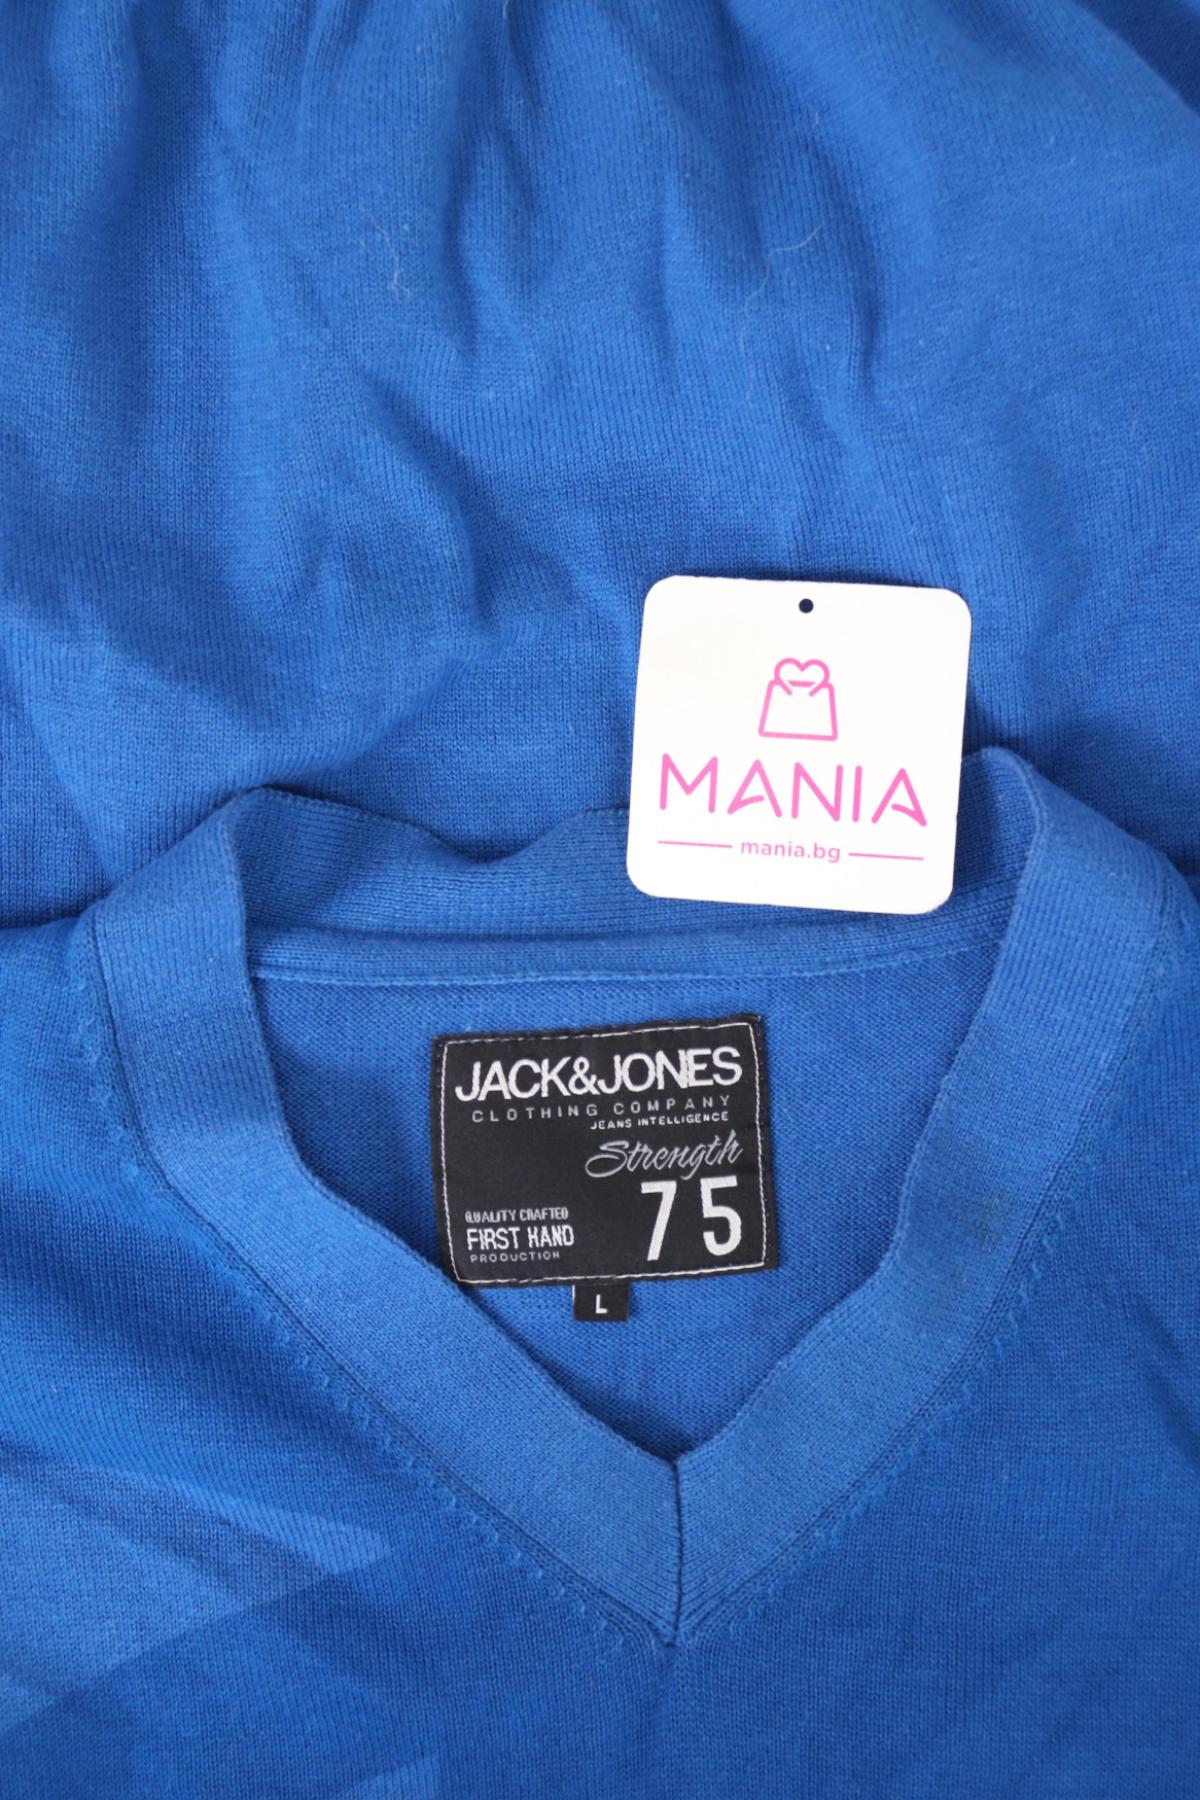 MANIA
mania.bg
JACK&JONES
CLOTHING COMPANY
JEANS INTELLIGENCE
Strength
75
QUALITY CRAFTED
FIRST HAND
PRODUCTION
L